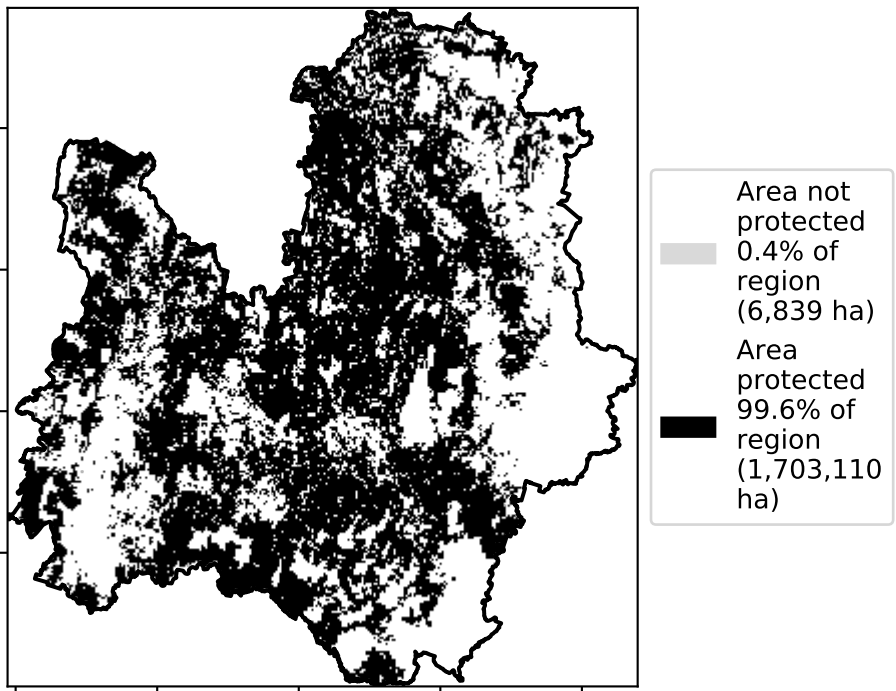 Area not
protected
0.4% of
region
(6,839 ha)
Area
protected
99.6% of
region
(1,703,110
ha)